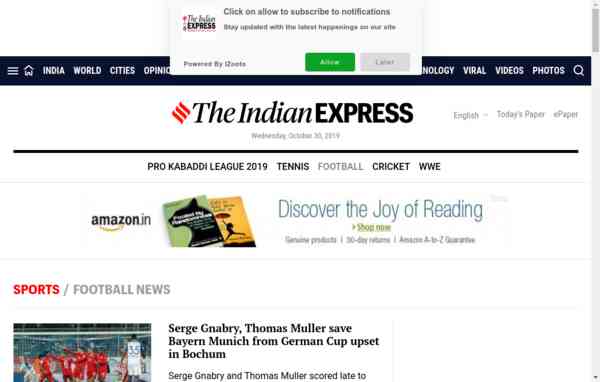 Click on allow to subscribe to notifications
The Indian
EXPRESS
Stay updated with the latest happenings on our site
Powered By iZooto
Allow
Later
INDIA WORLD CITIES OPINIO NOLOGY VIRAL VIDEOS PHOTOS
The Indian EXPRESS
Wednesday, October 30, 2019
English Today's Paper ePaper
PRO KABADDI LEAGUE 2019 TENNIS FOOTBALL CRICKET WWE
amazon.in
Fooled By Randomness
Discover the Joy of Reading
Shop now
Genuine products | 30-day returns | Amazon A-to-Z Guarantee
SPORTS / FOOTBALL NEWS
Serge Gnabry, Thomas Muller save
Bayern Munich from German Cup upset
in Bochum
Serge Gnabry and Thomas Muller scored late to